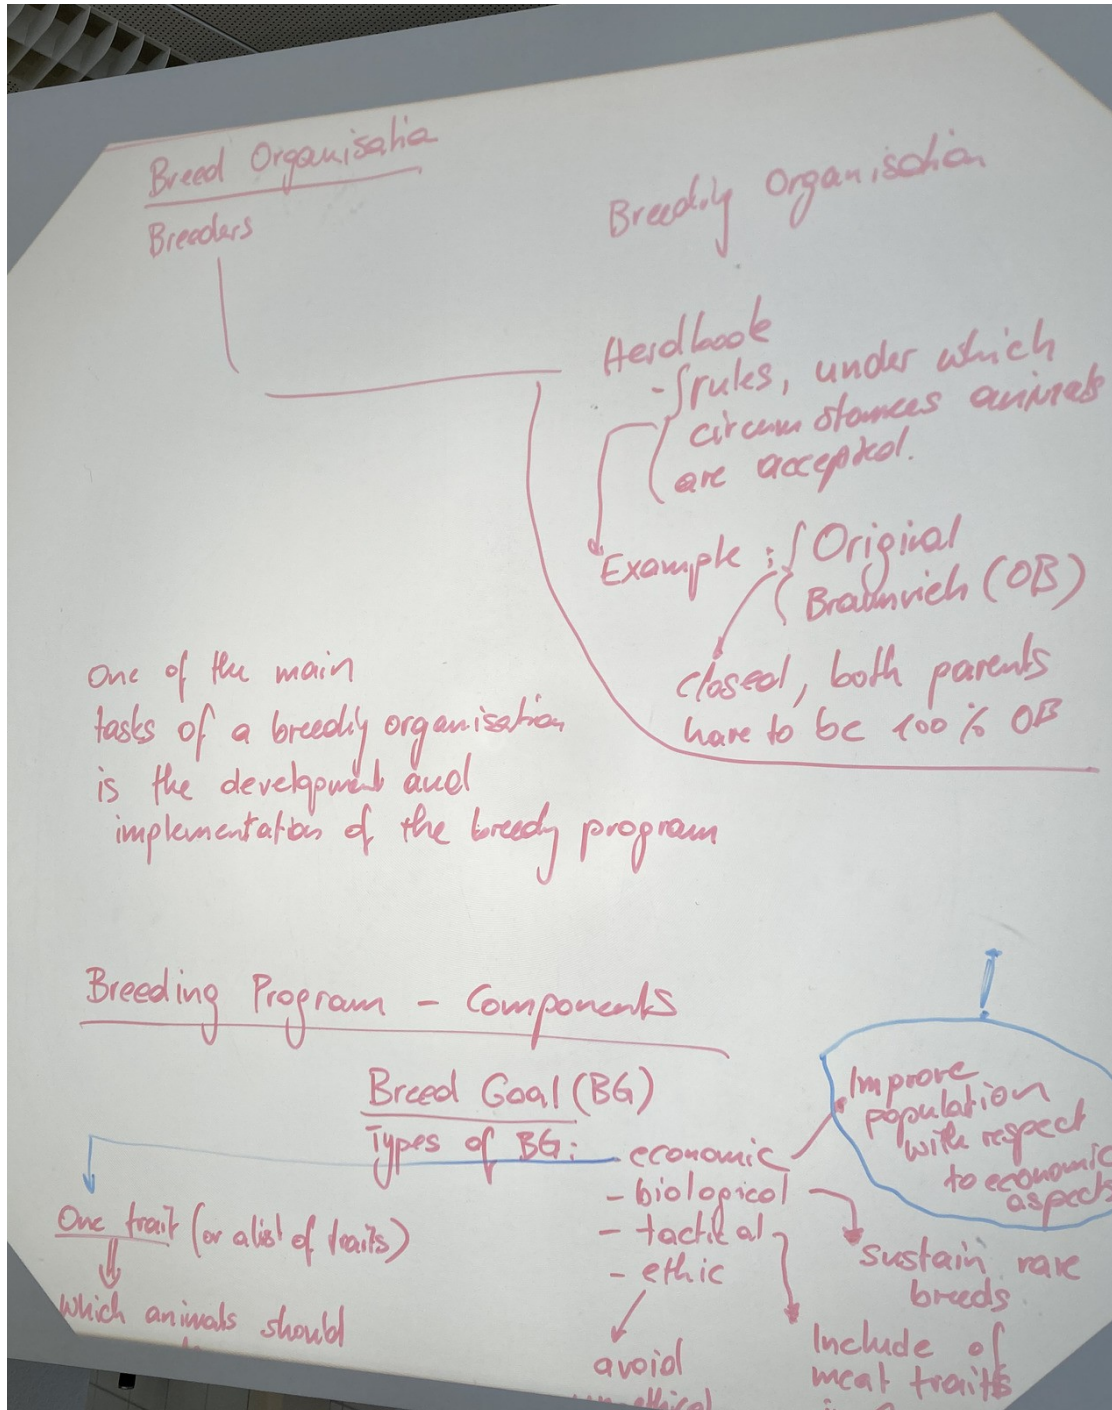 Breed Organisatio
Breeders
Breeding Organisation
Herdbook
- rules, under which
circumstances animals
are accepted.
Example : Original
Braunvieh (OB)
closed, both parents
have to be 100% OB
One of the main
tasks of a breeding organisation
is the development and
implementation of the breeding program
Breeding Program - Components
Breed Goal (BG)
Types of BG:
- economic
- biological
- tactical
- ethic
!
Improve
population
with respect
to economic
aspects
One trait (or a list of traits)
which animals should
sustain rare
breeds
avoid
unethical
Include of
meat traits